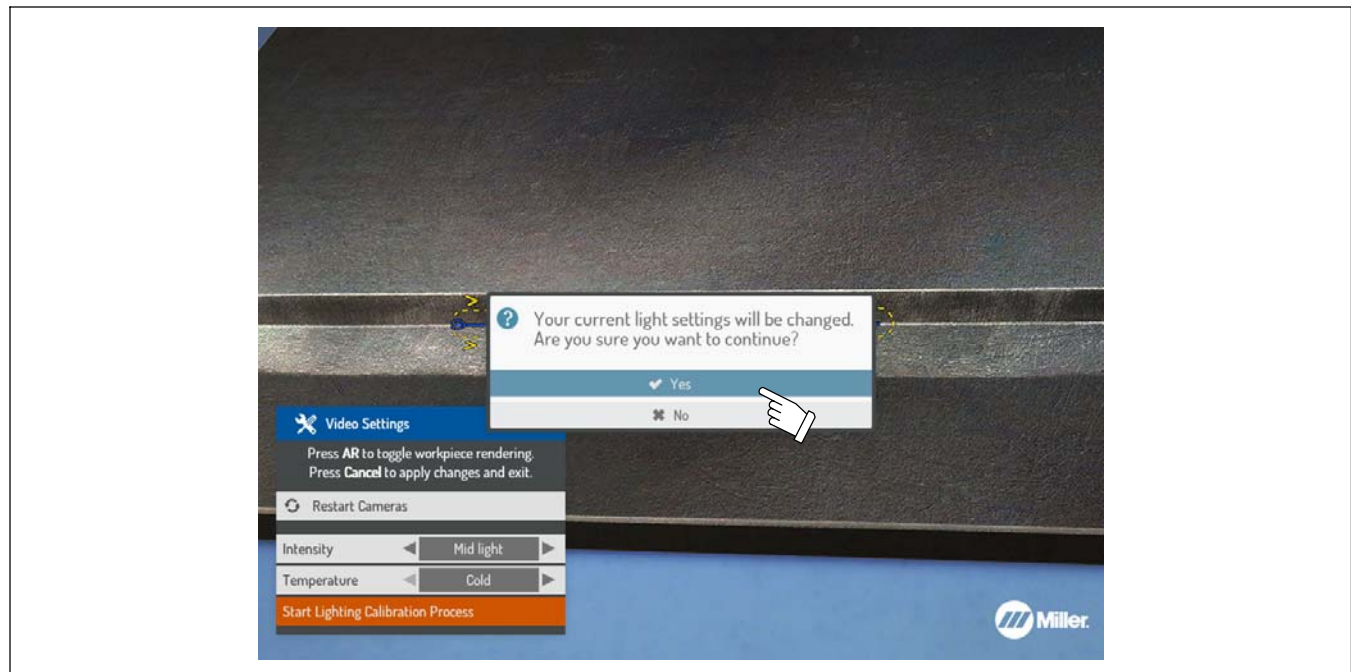 Your current light settings will be changed.
Are you sure you want to continue?
Yes
No
Video Settings
Press AR to toggle workpiece rendering.
Press Cancel to apply changes and exit.
Restart Cameras
Intensity Mid light
Temperature Cold
Start Lighting Calibration Process
Miller.